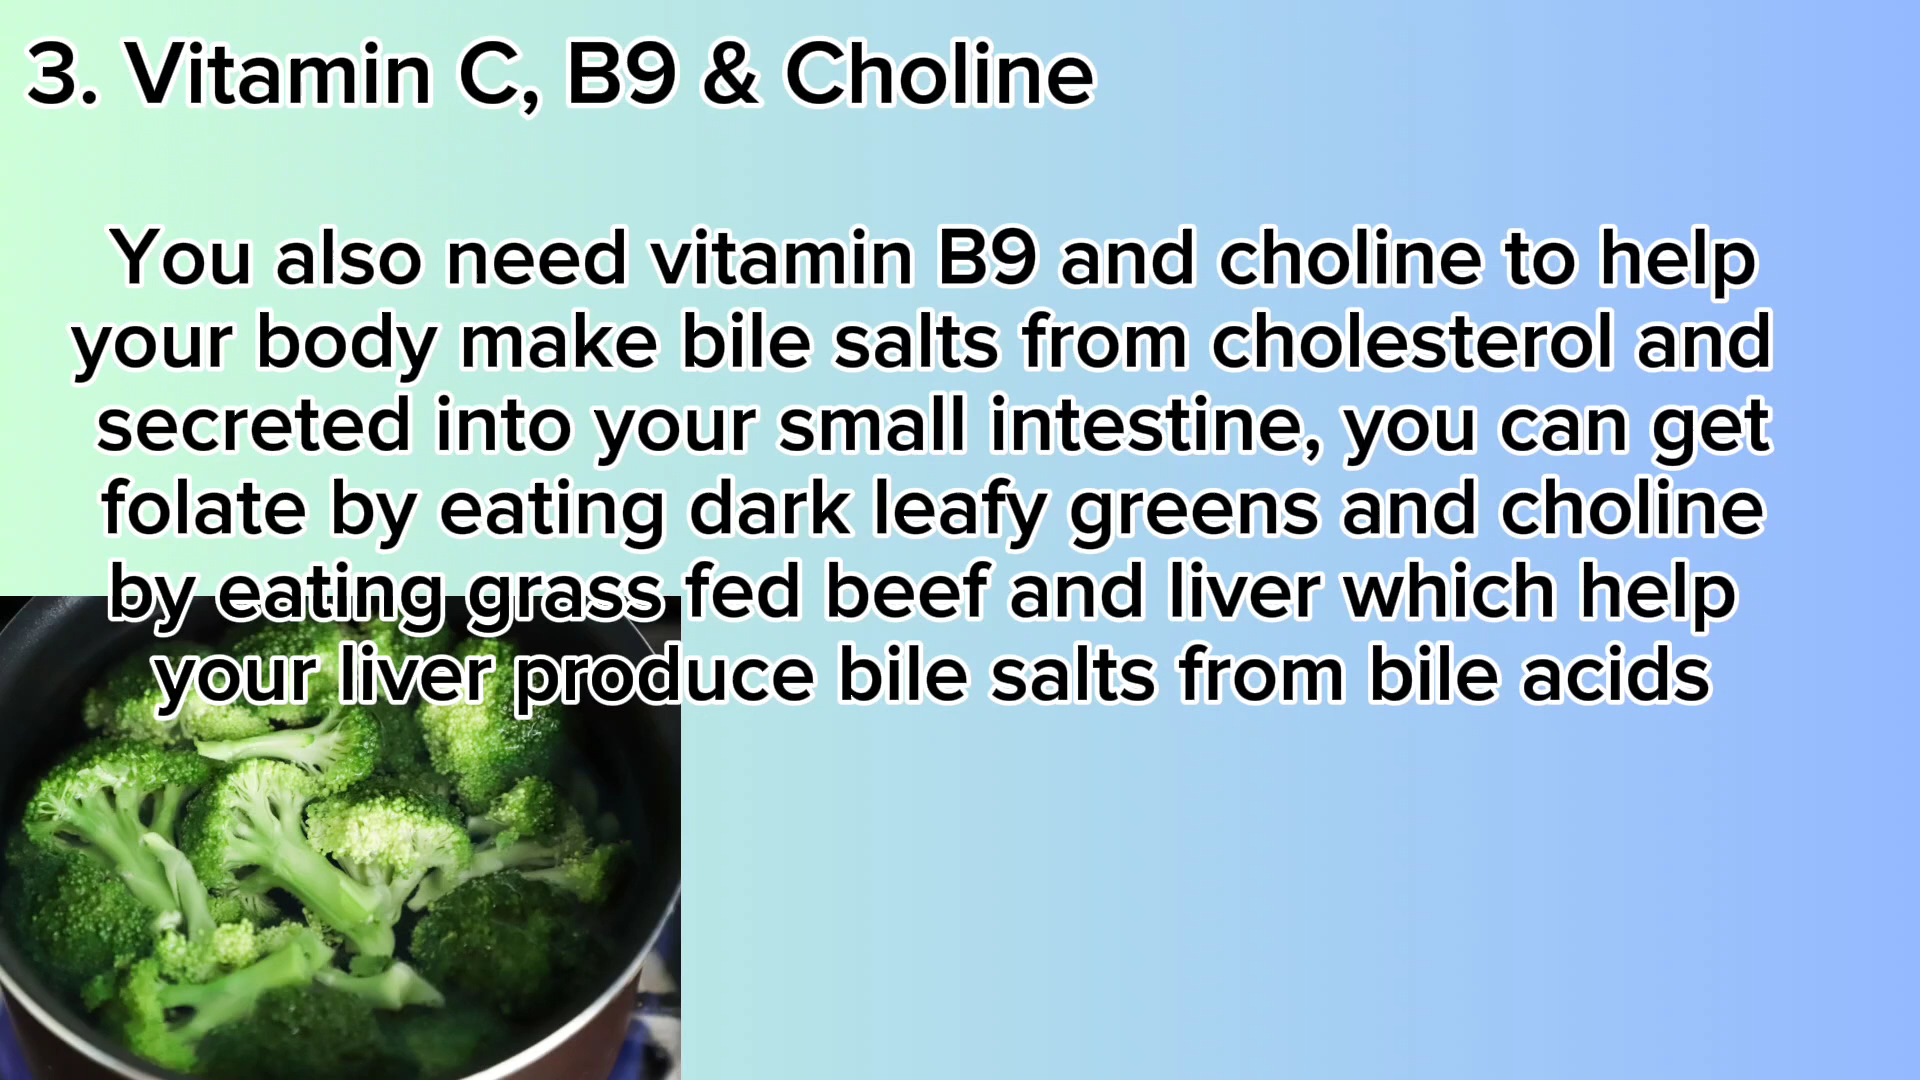 3. Vitamin C, B9 & Choline
You also need vitamin B9 and choline to help
your body make bile salts from cholesterol and
secreted into your small intestine, you can get
folate by eating dark leafy greens and choline
by eating grass fed beef and liver which help
your liver produce bile salts from bile acids